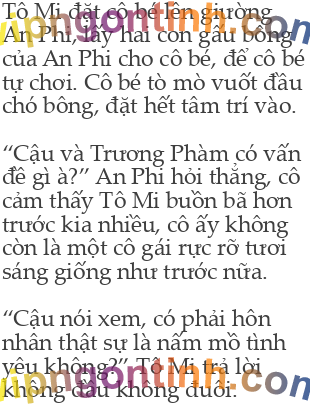 Tô Mi đặt cô bé lên giường
An Phi, lấy hai con gấu bông
của An Phi cho cô bé, để cô bé
tự chơi. Cô bé tò mò vuốt đầu
chó bông, đặt hết tâm trí vào.
“Cậu và Trương Phàm có vấn
đề gì à?” An Phi hỏi thẳng, cô
cảm thấy Tô Mi buồn bã hơn
trước kia nhiều, cô ấy không
còn là một cô gái rực rỡ tươi
sáng giống như trước nữa.
“Cậu nói xem, có phải hôn
nhân thật sự là nấm mồ tình
yêu không?” Tô Mi trả lời
không đầu không đuôi.
vipngontinh.com
vipngontinh.com